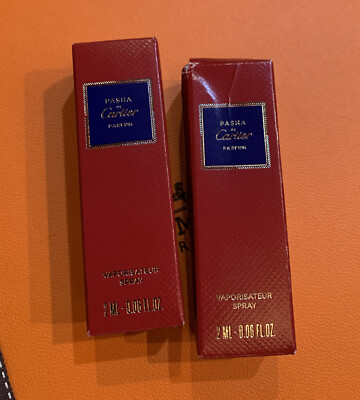 PASHA
DE
Cartier
PARFUM
VAPORISATEUR
SPRAY
2 ML - 0.06 FL.OZ.
PASHA
DE
Cartier
PARFUM
VAPORISATEUR
SPRAY
2 ML - 0.06 FL.OZ.